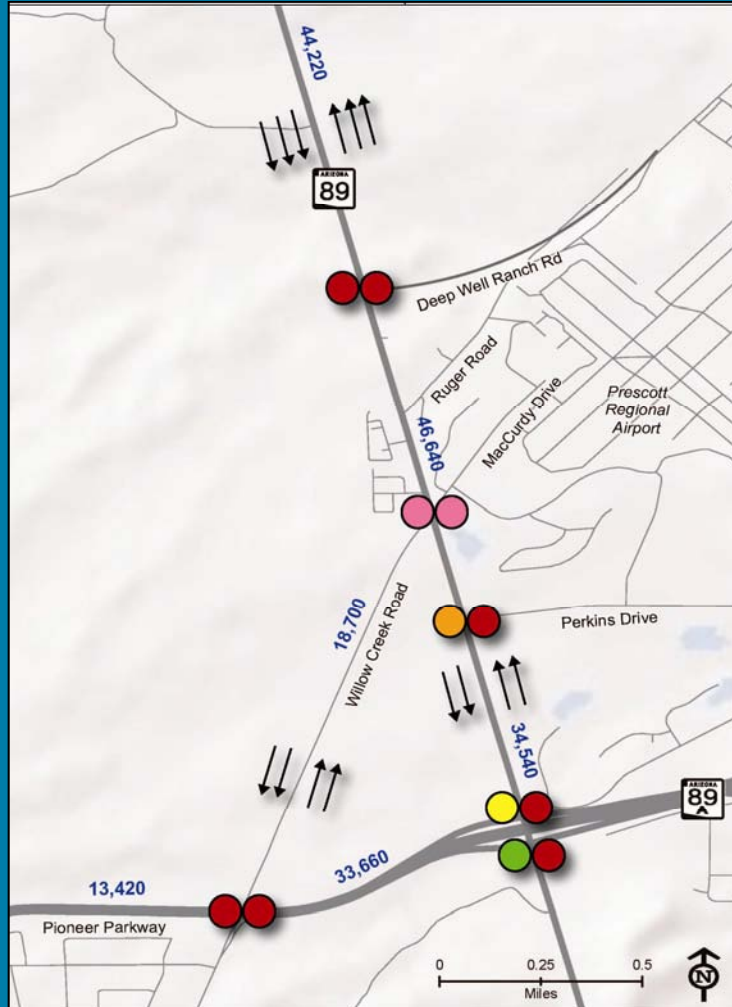 44,220
ARIZONA
89
Deep Well Ranch Rd
Ruger Road
MacCurdy Drive
Prescott
Regional
Airport
46,640
18,700
Willow Creek Road
Perkins Drive
34,540
ARIZONA
89
A
33,660
13,420
Pioneer Parkway
0 0.25 0.5
Miles
N